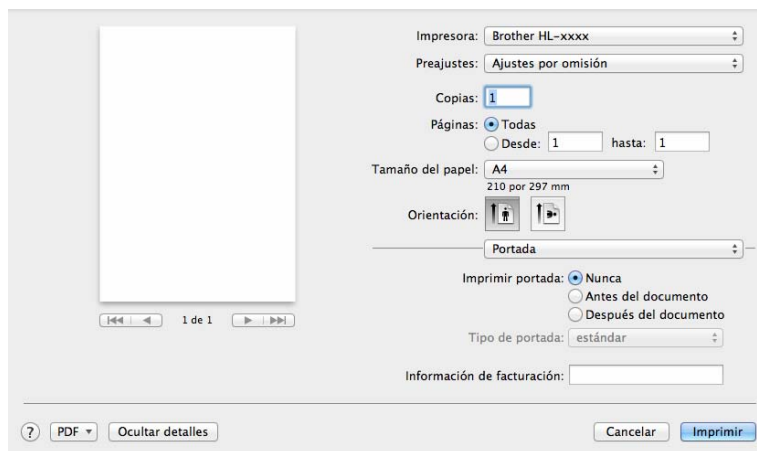 Impresora: Brother HL-xxxx
Preajustes: Ajustes por omisión
Copias: 1
Páginas: Todas
Desde: 1 hasta: 1
Tamaño del papel: A4
210 por 297 mm
Orientación:
Portada
Imprimir portada: Nunca
Antes del documento
Después del documento
Tipo de portada: estándar
Información de facturación:
1 de 1
? PDF Ocultar detalles Cancelar Imprimir